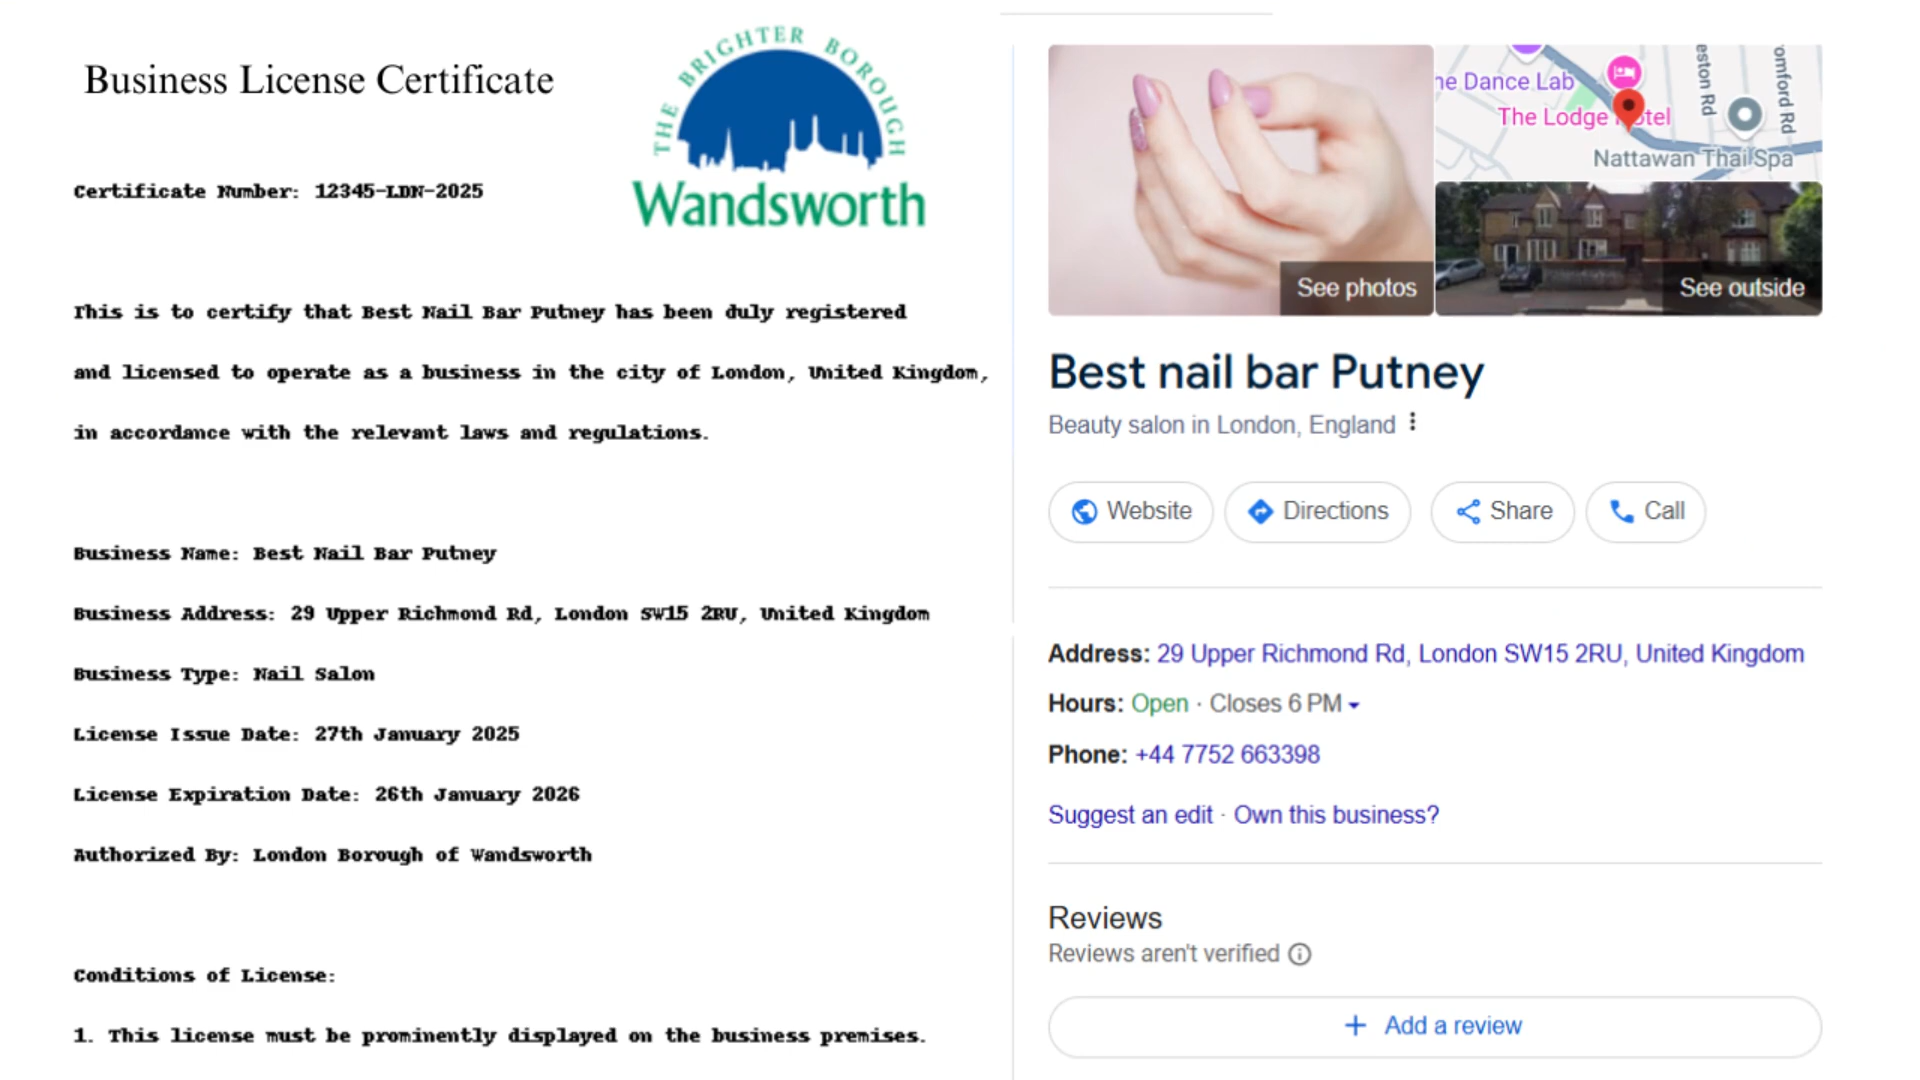 Business License Certificate
THE BRIGHTER BOROUGH
Wandsworth
Certificate Number: 12345-LDN-2025
This is to certify that Best Nail Bar Putney has been duly registered
and licensed to operate as a business in the city of London, United Kingdom,
in accordance with the relevant laws and regulations.
Business Name: Best Nail Bar Putney
Business Address: 29 Upper Richmond Rd, London SW15 2RU, United Kingdom
Business Type: Nail Salon
License Issue Date: 27th January 2025
License Expiration Date: 26th January 2026
Authorized By: London Borough of Wandsworth
Conditions of License:
1. This license must be prominently displayed on the business premises.
See photos
ne Dance Lab
The Lodge Hotel
eston Rd
omford Rd
Nattawan Thai Spa
See outside
Best nail bar Putney
Beauty salon in London, England
Website
Directions
Share
Call
Address: 29 Upper Richmond Rd, London SW15 2RU, United Kingdom
Hours: Open · Closes 6 PM
Phone: +44 7752 663398
Suggest an edit · Own this business?
Reviews
Reviews aren't verified
+ Add a review